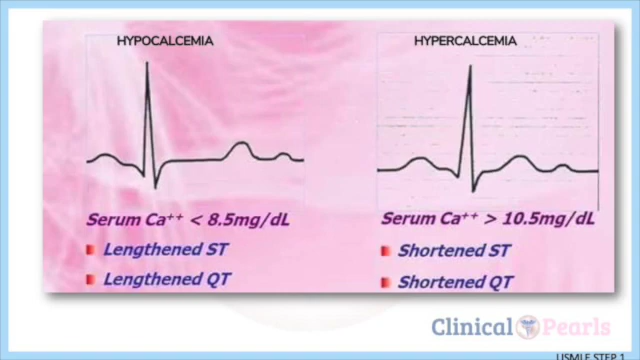 HYPOCALCEMIA
HYPERCALCEMIA
Serum Ca++ < 8.5mg/dL
Lengthened ST
Lengthened QT
Serum Ca++ > 10.5mg/dL
Shortened ST
Shortened QT
Clinical Pearls
USMLE STEP 1